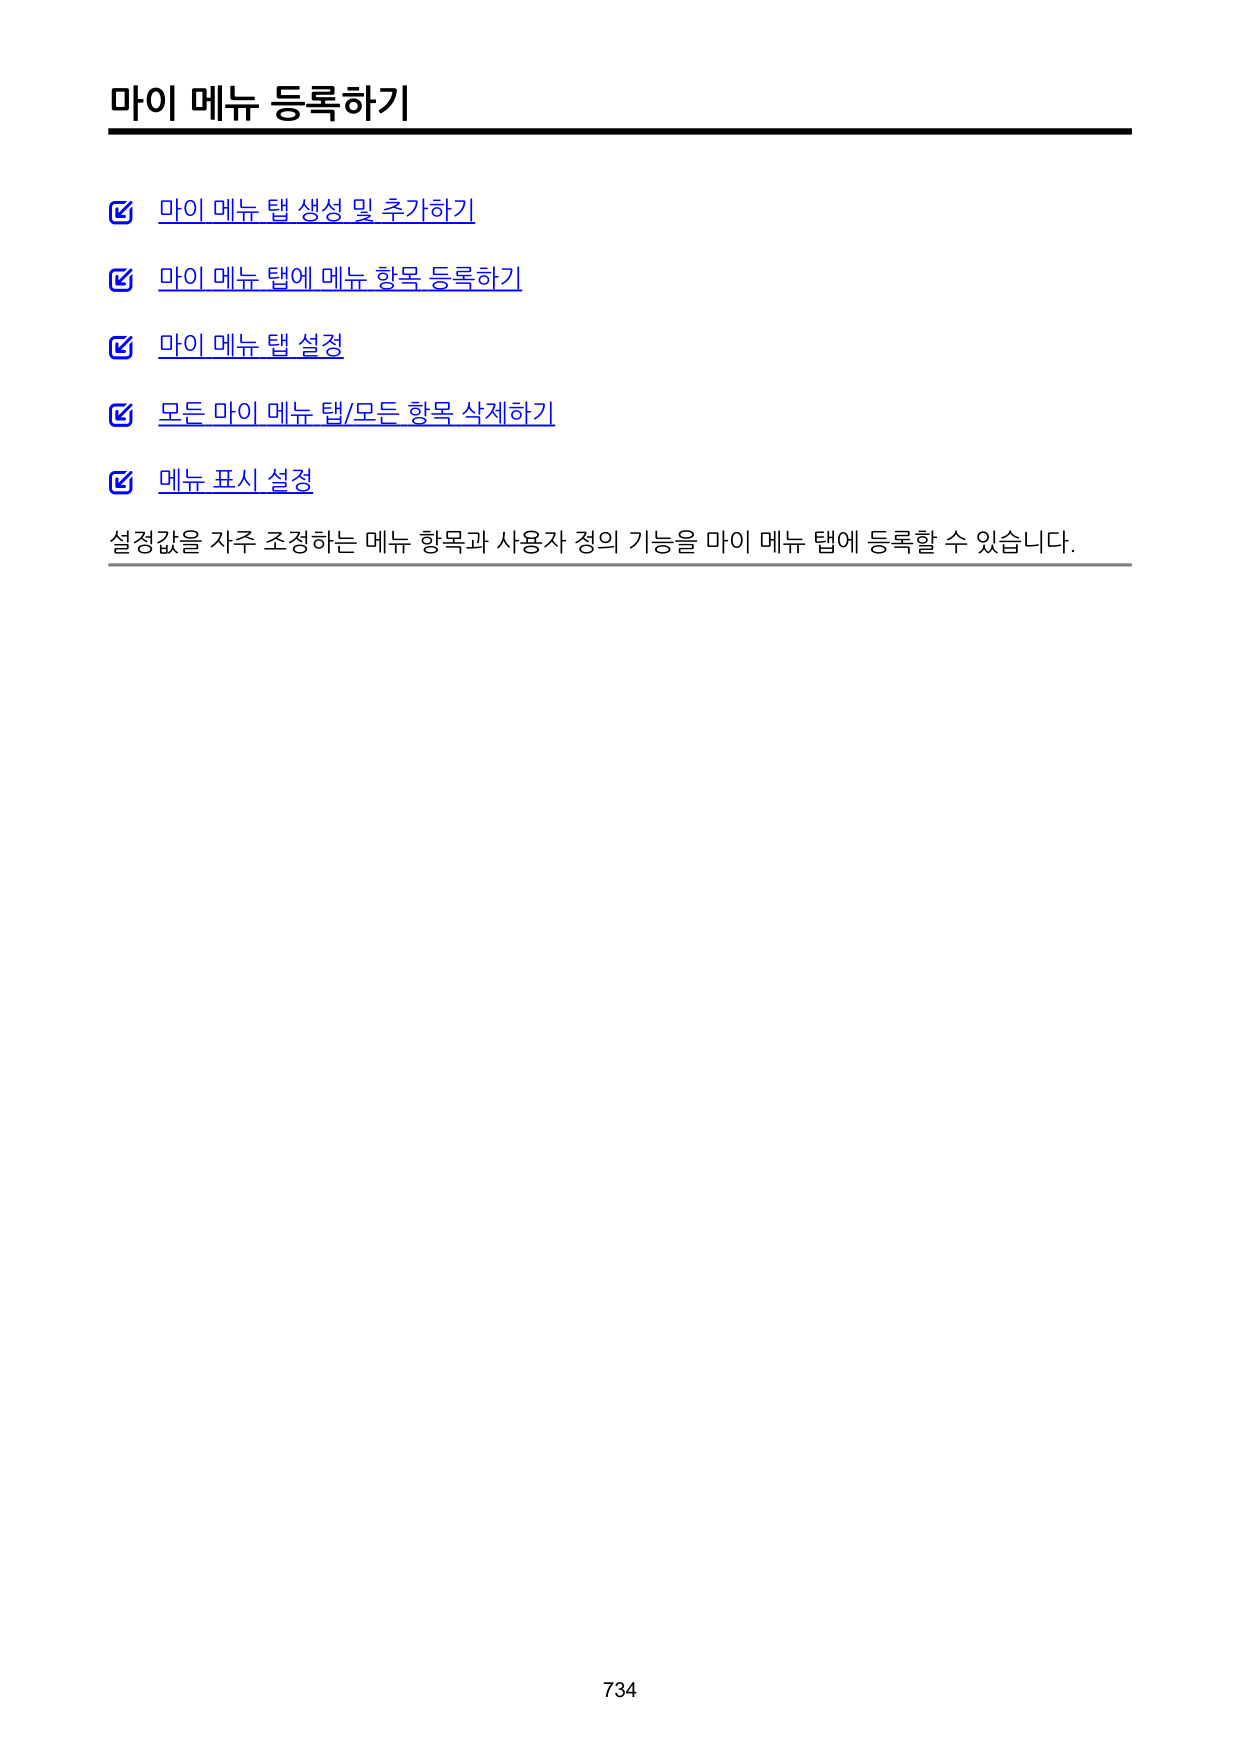 마이 메뉴 등록하기
마이 메뉴 탭 생성 및 추가하기
마이 메뉴 탭에 메뉴 항목 등록하기
마이 메뉴 탭 설정
모든 마이 메뉴 탭/모든 항목 삭제하기
메뉴 표시 설정
설정값을 자주 조정하는 메뉴 항목과 사용자 정의 기능을 마이 메뉴 탭에 등록할 수 있습니다.
734